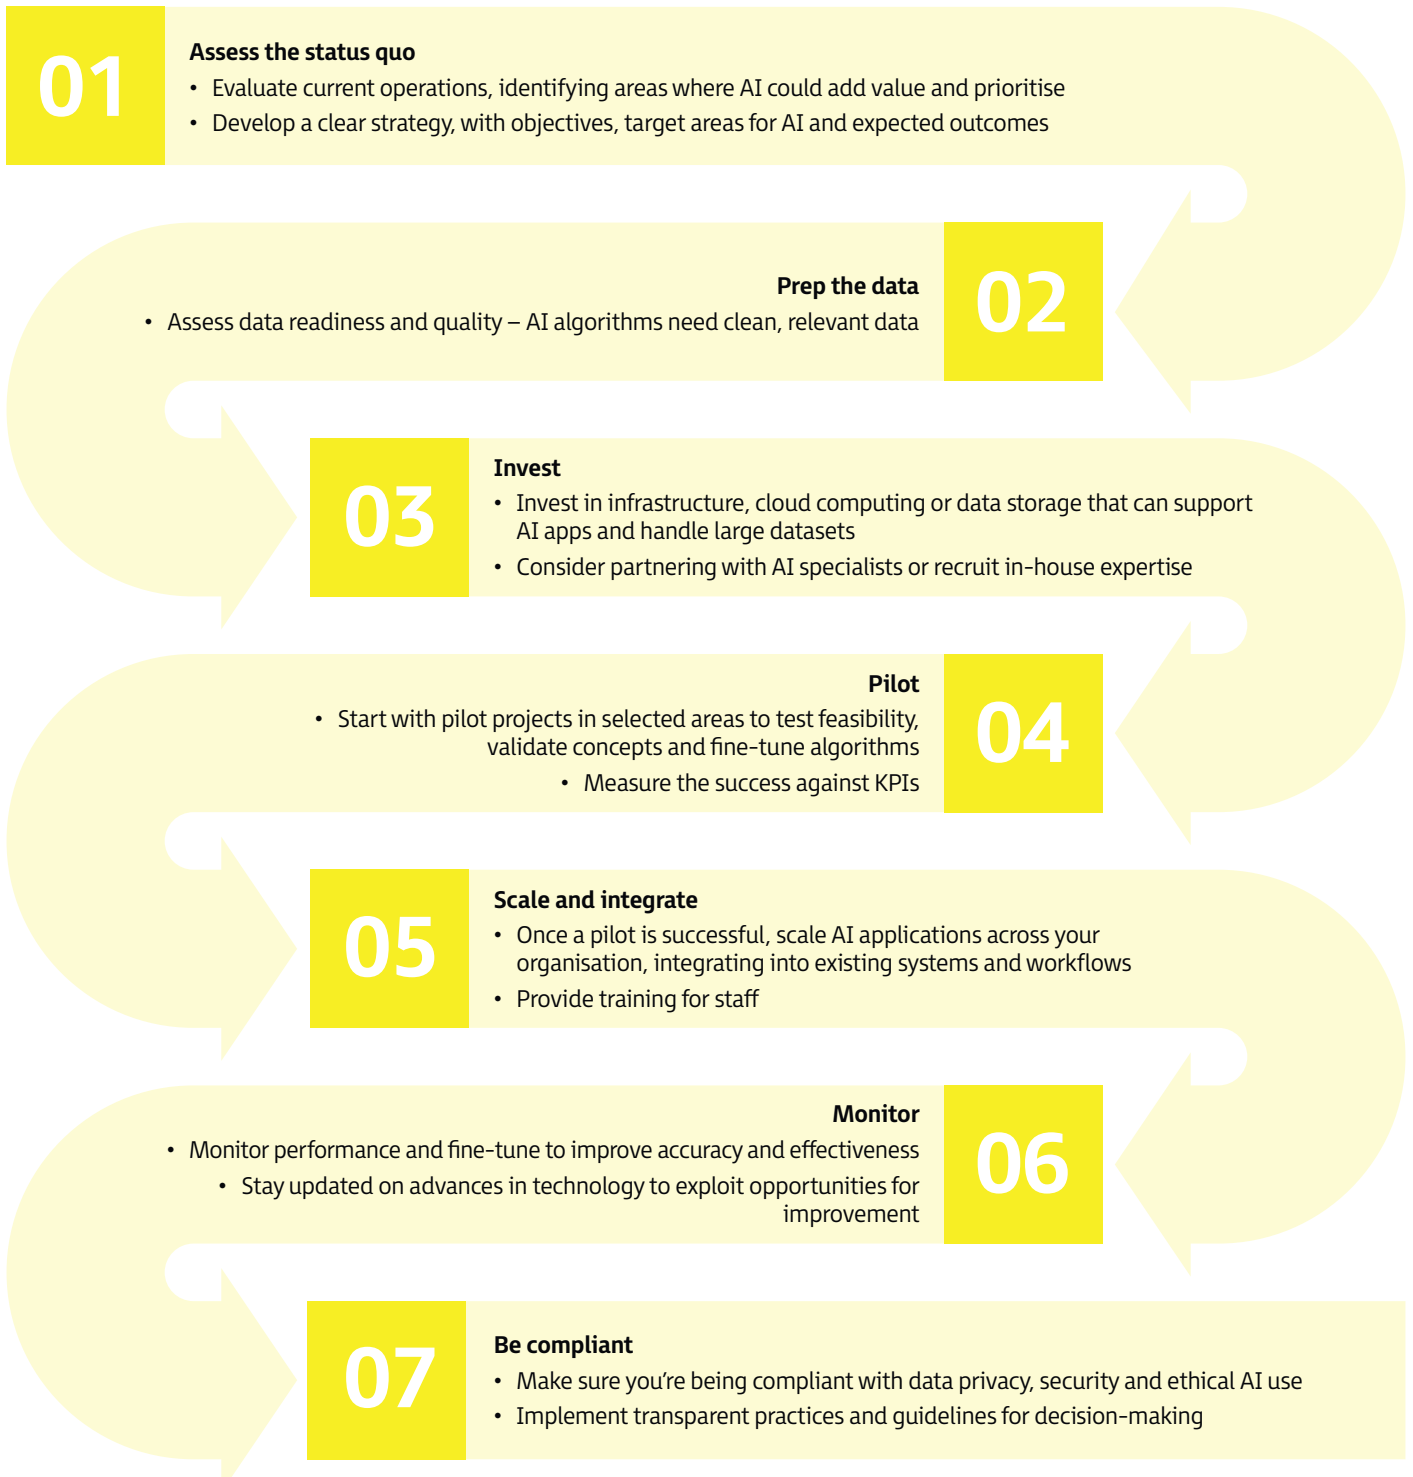 01
Assess the status quo
• Evaluate current operations, identifying areas where AI could add value and prioritise
• Develop a clear strategy, with objectives, target areas for AI and expected outcomes
Prep the data
• Assess data readiness and quality – AI algorithms need clean, relevant data
02
03
Invest
• Invest in infrastructure, cloud computing or data storage that can support
AI apps and handle large datasets
• Consider partnering with AI specialists or recruit in-house expertise
Pilot
• Start with pilot projects in selected areas to test feasibility,
validate concepts and fine-tune algorithms
• Measure the success against KPIs
04
05
Scale and integrate
• Once a pilot is successful, scale AI applications across your
organisation, integrating into existing systems and workflows
• Provide training for staff
Monitor
• Monitor performance and fine-tune to improve accuracy and effectiveness
• Stay updated on advances in technology to exploit opportunities for
improvement
06
07
Be compliant
• Make sure you’re being compliant with data privacy, security and ethical AI use
• Implement transparent practices and guidelines for decision-making